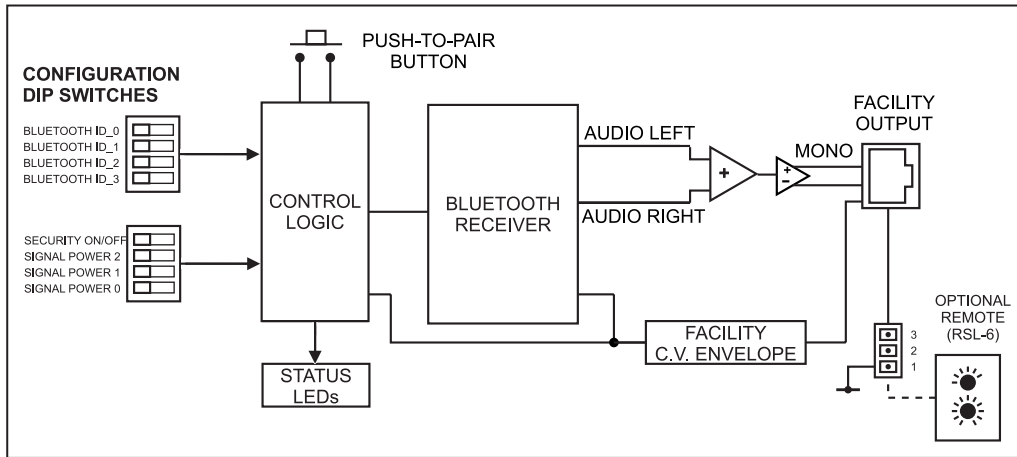 PUSH-TO-PAIR
BUTTON
CONFIGURATION
DIP SWITCHES
BLUETOOTH ID_0
BLUETOOTH ID_1
BLUETOOTH ID_2
BLUETOOTH ID_3
SECURITY ON/OFF
SIGNAL POWER 2
SIGNAL POWER 1
SIGNAL POWER 0
CONTROL
LOGIC
STATUS
LEDs
BLUETOOTH
RECEIVER
AUDIO LEFT
AUDIO RIGHT
+
+
-
MONO
FACILITY
OUTPUT
FACILITY
C.V. ENVELOPE
3
2
1
OPTIONAL
REMOTE
(RSL-6)